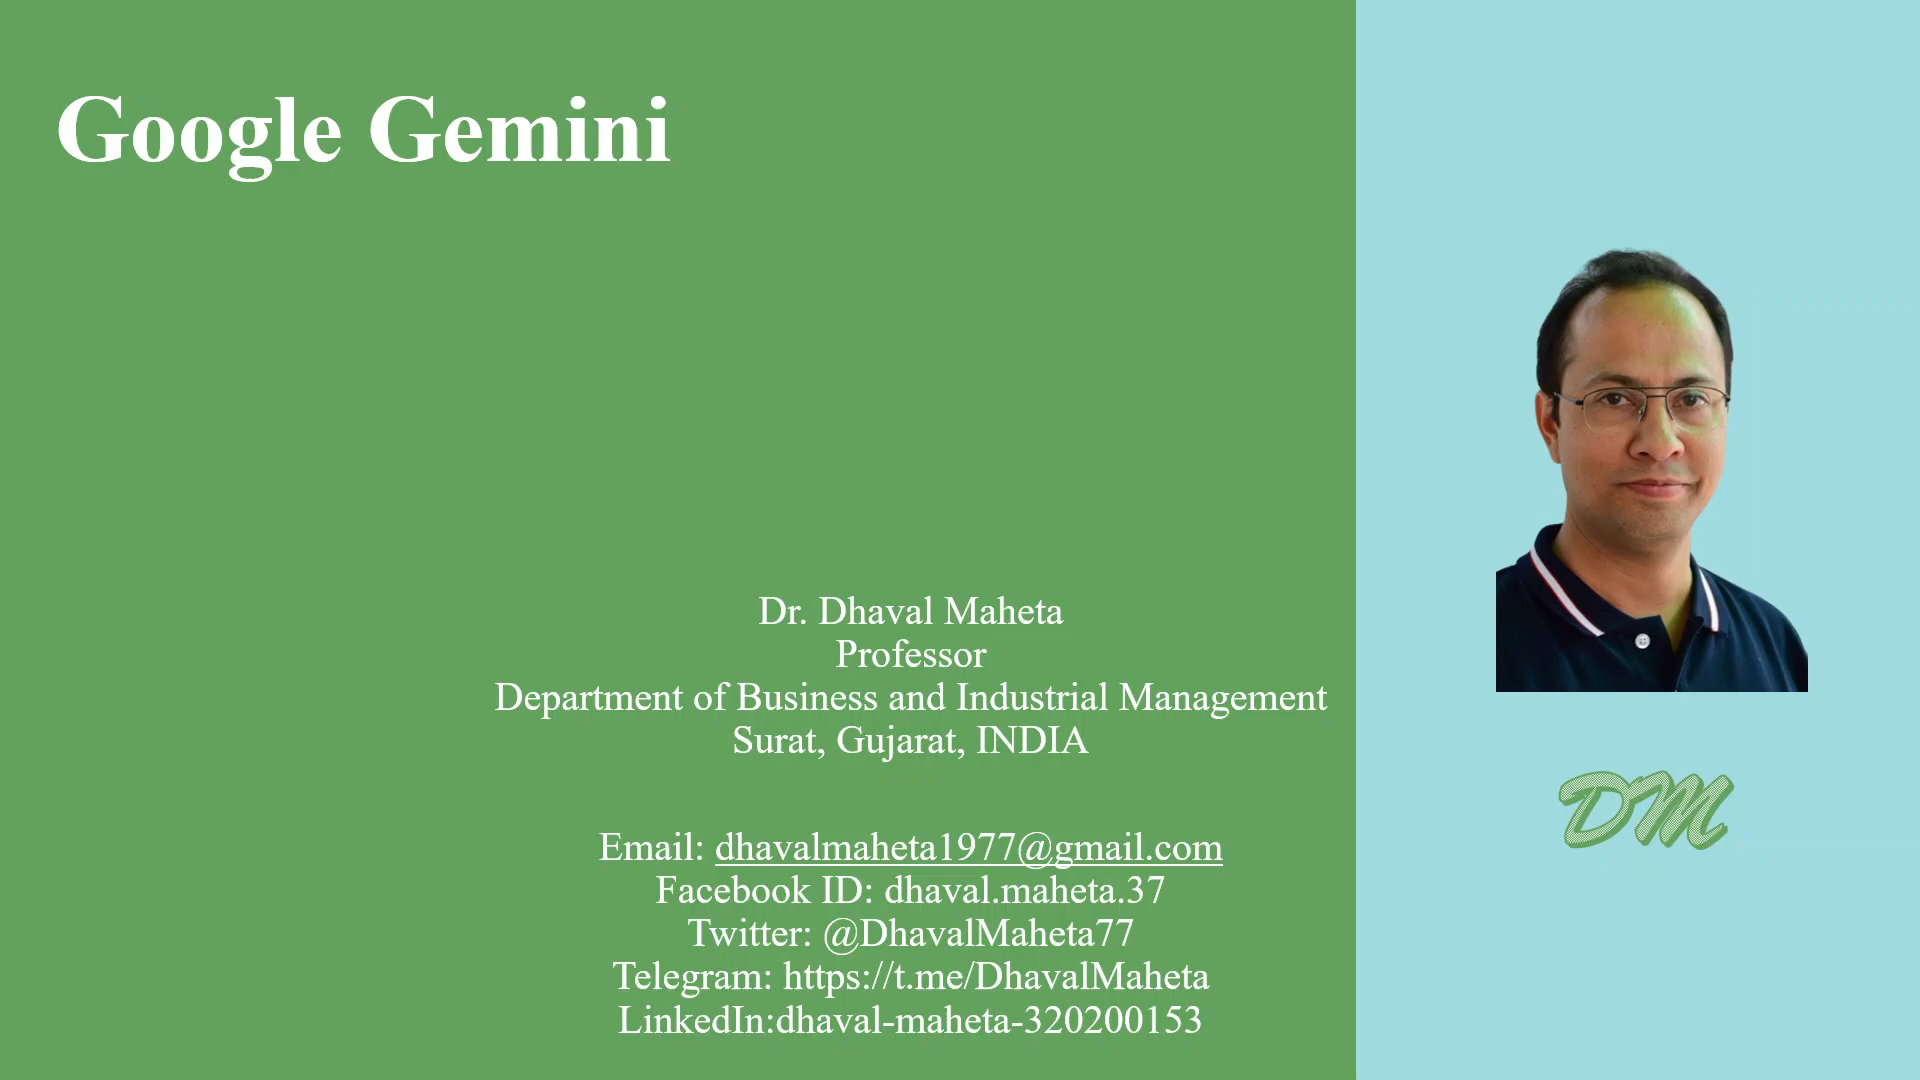 Google Gemini
Dr. Dhaval Maheta
Professor
Department of Business and Industrial Management
Surat, Gujarat, INDIA
Email: dhavalmaheta1977@gmail.com
Facebook ID: dhaval.maheta.37
Twitter: @DhavalMaheta77
Telegram: https://t.me/DhavalMaheta
LinkedIn:dhaval-maheta-320200153
DM